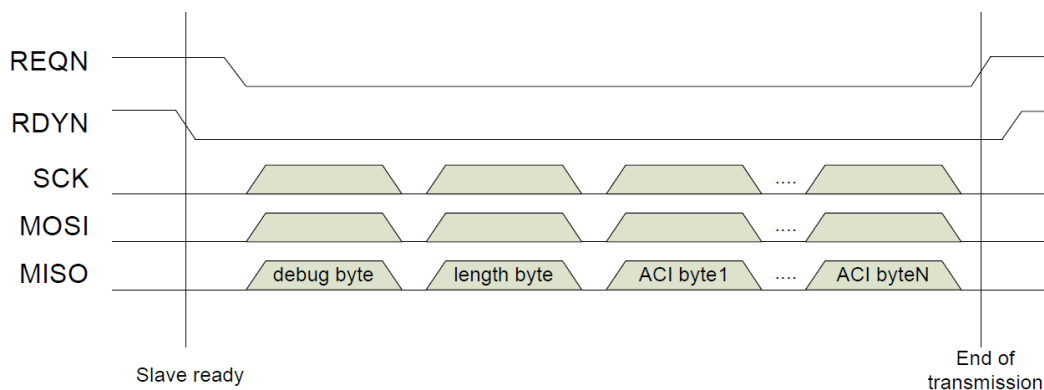 REQN
RDYN
SCK
....
MOSI
....
MISO debug byte length byte ACI byte1 .... ACI byteN
Slave ready
End of
transmission